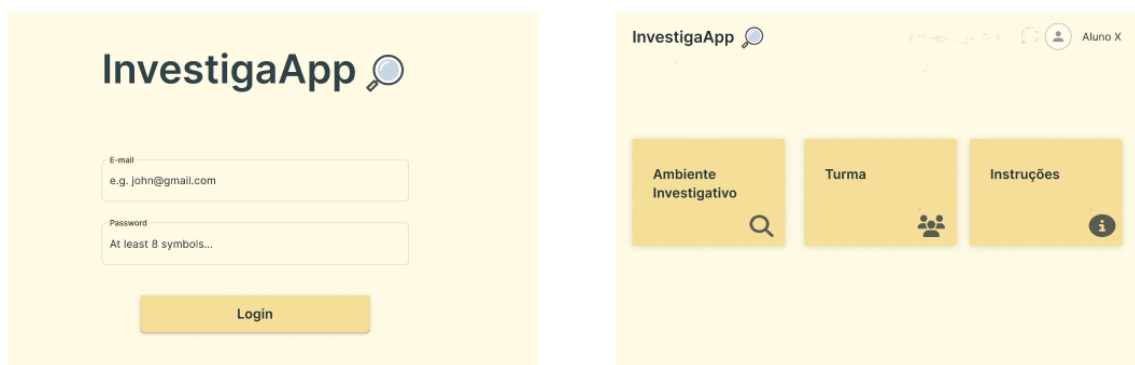 InvestigaApp
E-mail
e.g. john@gmail.com
Password
At least 8 symbols...
Login
InvestigaApp
Aluno X
Ambiente
Investigativo
Turma
Instruções